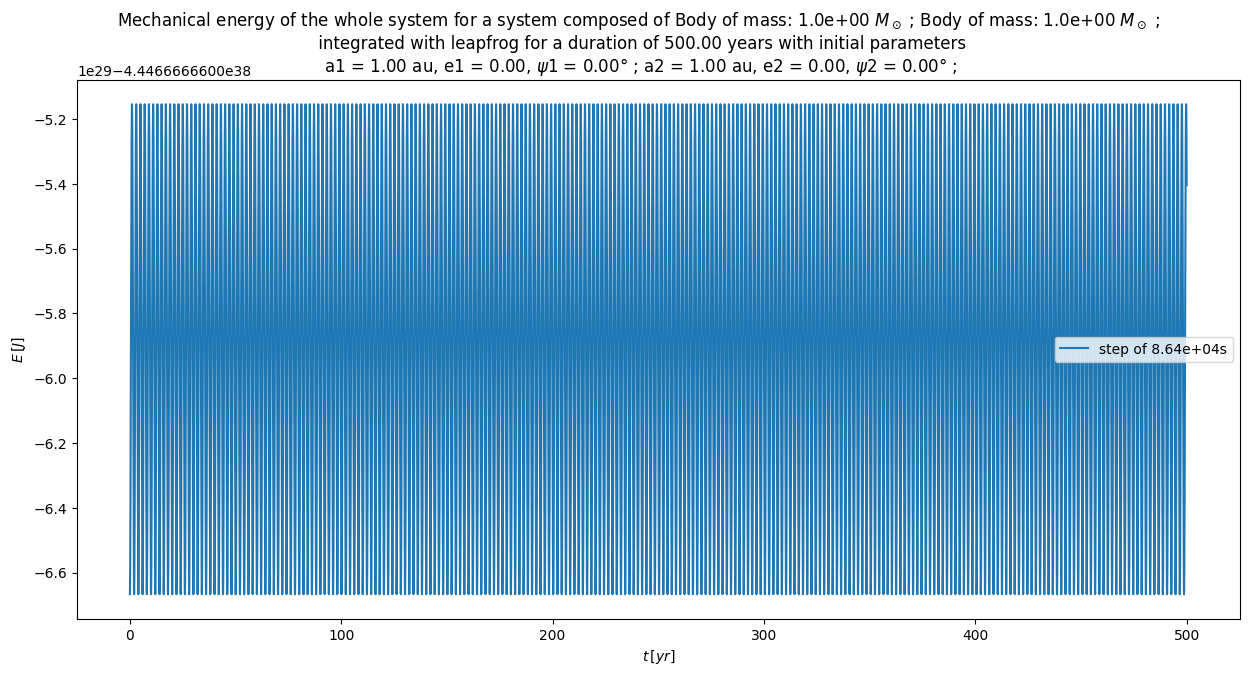 Mechanical energy of the whole system for a system composed of Body of mass: 1.0e+00 $M_\odot$ ; Body of mass: 1.0e+00 $M_\odot$ ;
integrated with leapfrog for a duration of 500.00 years with initial parameters
a1 = 1.00 au, e1 = 0.00, ψ1 = 0.00° ; a2 = 1.00 au, e2 = 0.00, ψ2 = 0.00° ;
1e29−4.4466666600e38
−5.2
−5.4
−5.6
−5.8
−6.0
−6.2
−6.4
−6.6
E [J]
step of 8.64e+04s
0 100 200 300 400 500
t [yr]